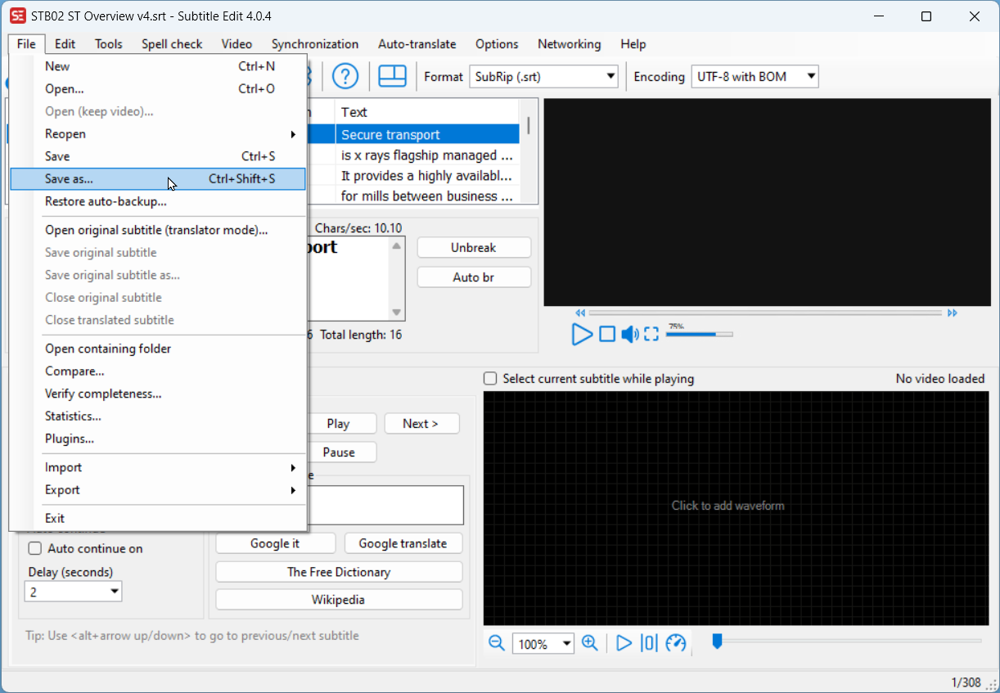 SE STB02 ST Overview v4.srt - Subtitle Edit 4.0.4
File Edit Tools Spell check Video Synchronization Auto-translate Options Networking Help
New Ctrl+N
Open... Ctrl+O
Open (keep video)...
Reopen
Save Ctrl+S
Save as... Ctrl+Shift+S
Restore auto-backup...
Open original subtitle (translator mode)...
Save original subtitle
Save original subtitle as...
Close original subtitle
Close translated subtitle
Open containing folder
Compare...
Verify completeness...
Statistics...
Plugins...
Import
Export
Exit
? Format SubRip (.srt) Encoding UTF-8 with BOM
Text
Secure transport
is x rays flagship managed ...
It provides a highly availabl...
for mills between business ...
Chars/sec: 10.10
ort
Unbreak
Auto br
6 Total length: 16
75%
Select current subtitle while playing No video loaded
Play Next >
Pause
e
Click to add waveform
Auto continue on
Delay (seconds)
2
Google it Google translate
The Free Dictionary
Wikipedia
Tip: Use <alt+arrow up/down> to go to previous/next subtitle
100%
1/308